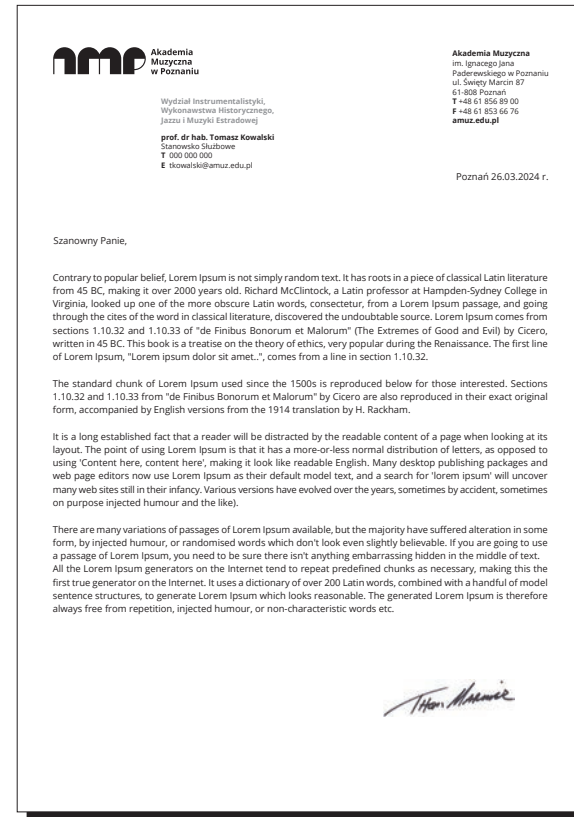 amp
Akademia
Muzyczna
w Poznaniu
Akademia Muzyczna
im. Ignacego Jana
Paderewskiego w Poznaniu
ul. Święty Marcin 87
61-808 Poznań
T +48 61 856 89 00
F +48 61 853 66 76
amuz.edu.pl
Wydział Instrumentalistyki,
Wykonawstwa Historycznego,
Jazzu i Muzyki Estradowej
prof. dr hab. Tomasz Kowalski
Stanowsko Służbowe
T 000 000 000
E tkowalski@amuz.edu.pl
Poznań 26.03.2024 r.
Szanowny Panie,
Contrary to popular belief, Lorem Ipsum is not simply random text. It has roots in a piece of classical Latin literature
from 45 BC, making it over 2000 years old. Richard McClintock, a Latin professor at Hampden-Sydney College in
Virginia, looked up one of the more obscure Latin words, consectetur, from a Lorem Ipsum passage, and going
through the cites of the word in classical literature, discovered the undoubtable source. Lorem Ipsum comes from
sections 1.10.32 and 1.10.33 of "de Finibus Bonorum et Malorum" (The Extremes of Good and Evil) by Cicero,
written in 45 BC. This book is a treatise on the theory of ethics, very popular during the Renaissance. The first line
of Lorem Ipsum, "Lorem ipsum dolor sit amet..", comes from a line in section 1.10.32.
The standard chunk of Lorem Ipsum used since the 1500s is reproduced below for those interested. Sections
1.10.32 and 1.10.33 from "de Finibus Bonorum et Malorum" by Cicero are also reproduced in their exact original
form, accompanied by English versions from the 1914 translation by H. Rackham.
It is a long established fact that a reader will be distracted by the readable content of a page when looking at its
layout. The point of using Lorem Ipsum is that it has a more-or-less normal distribution of letters, as opposed to
using 'Content here, content here', making it look like readable English. Many desktop publishing packages and
web page editors now use Lorem Ipsum as their default model text, and a search for 'lorem ipsum' will uncover
many web sites still in their infancy. Various versions have evolved over the years, sometimes by accident, sometimes
on purpose injected humour and the like).
There are many variations of passages of Lorem Ipsum available, but the majority have suffered alteration in some
form, by injected humour, or randomised words which don't look even slightly believable. If you are going to use
a passage of Lorem Ipsum, you need to be sure there isn't anything embarrassing hidden in the middle of text.
All the Lorem Ipsum generators on the Internet tend to repeat predefined chunks as necessary, making this the
first true generator on the Internet. It uses a dictionary of over 200 Latin words, combined with a handful of model
sentence structures, to generate Lorem Ipsum which looks reasonable. The generated Lorem Ipsum is therefore
always free from repetition, injected humour, or non-characteristic words etc.